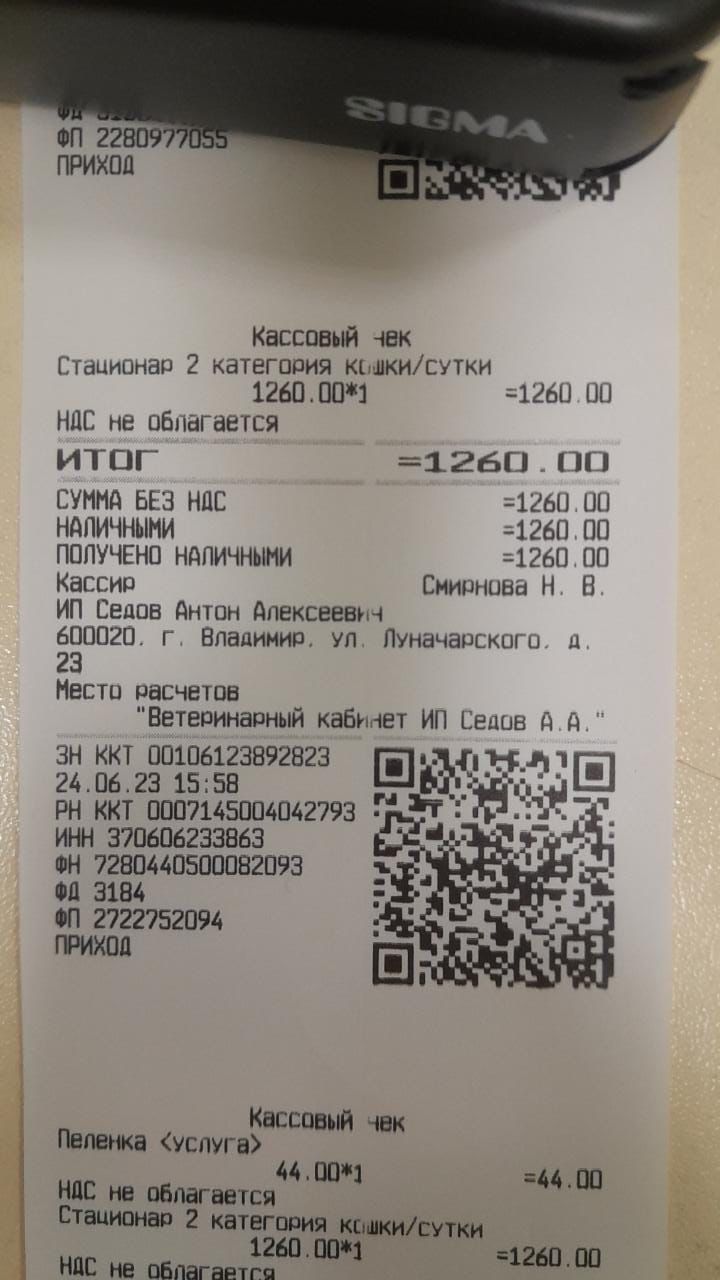 SIGMA
ФД
ФП 2280977055
ПРИХОД
Кассовый чек
Стационар 2 категория кошки/сутки
1260.00*1 =1260.00
НДС не облагается
ИТОГ =1260.00
СУММА БЕЗ НДС =1260.00
НАЛИЧНЫМИ =1260.00
ПОЛУЧЕНО НАЛИЧНЫМИ =1260.00
Кассир Смирнова Н. В.
ИП Седов Антон Алексеевич
600020, г. Владимир, ул. Луначарского, д.
23
Место расчетов
"Ветеринарный кабинет ИП Седов А.А."
ЗН ККТ 00106123892823
24.06.23 15:58
РН ККТ 0007145004042793
ИНН 370606233863
ФН 7280440500082093
ФД 3184
ФП 2722752094
ПРИХОД
Кассовый чек
Пеленка <услуга>
44.00*1 =44.00
НДС не облагается
Стационар 2 категория кошки/сутки
1260.00*1 =1260.00
НДС не облагается